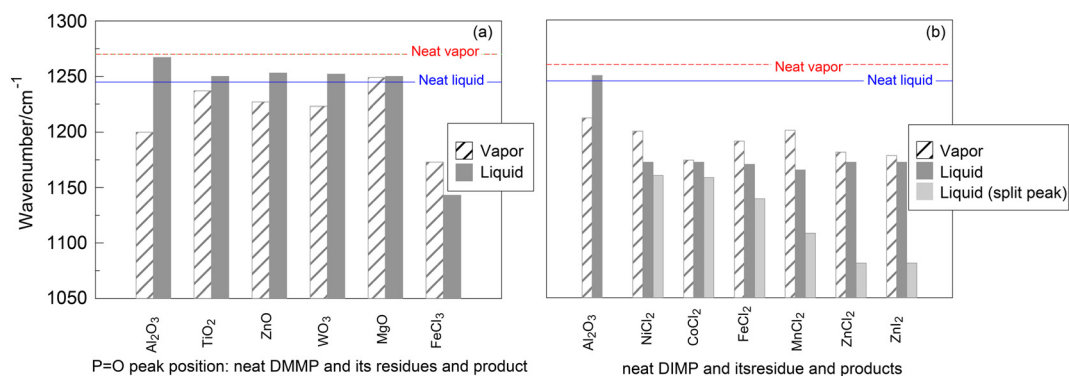 1300
1250
1200
1150
1100
1050
Wavenumber/cm⁻¹
(a)
Neat vapor
Neat liquid
Vapor
Liquid
Al₂O₃
TiO₂
ZnO
WO₃
MgO
FeCl₃
P=O peak position: neat DMMP and its residues and product
(b)
Neat vapor
Neat liquid
Vapor
Liquid
Liquid (split peak)
Al₂O₃
NiCl₂
CoCl₂
FeCl₂
MnCl₂
ZnCl₂
ZnI₂
neat DIMP and itsresidue and products